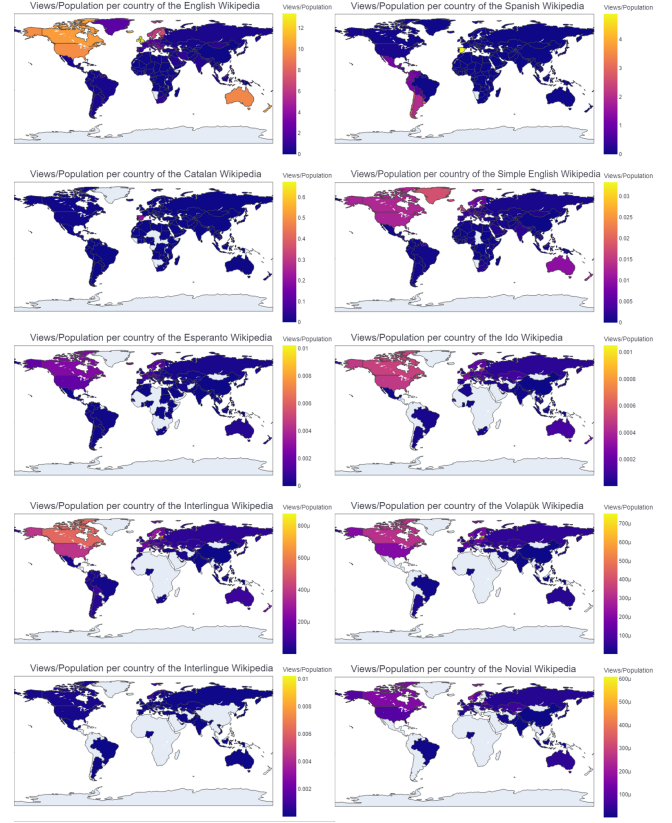 Views/Population per country of the English Wikipedia
Views/Population
12
10
8
6
4
2
0
Views/Population per country of the Spanish Wikipedia
Views/Population
4
3
2
1
0
Views/Population per country of the Catalan Wikipedia
Views/Population
0.6
0.5
0.4
0.3
0.2
0.1
0
Views/Population per country of the Simple English Wikipedia
Views/Population
0.03
0.025
0.02
0.015
0.01
0.005
0
Views/Population per country of the Esperanto Wikipedia
Views/Population
0.01
0.008
0.006
0.004
0.002
0
Views/Population per country of the Ido Wikipedia
Views/Population
0.001
0.0008
0.0006
0.0004
0.0002
Views/Population per country of the Interlingua Wikipedia
Views/Population
800µ
600µ
400µ
200µ
Views/Population per country of the Volapük Wikipedia
Views/Population
700µ
600µ
500µ
400µ
300µ
200µ
100µ
Views/Population per country of the Interlingue Wikipedia
Views/Population
0.01
0.008
0.006
0.004
0.002
Views/Population per country of the Novial Wikipedia
Views/Population
600µ
500µ
400µ
300µ
200µ
100µ